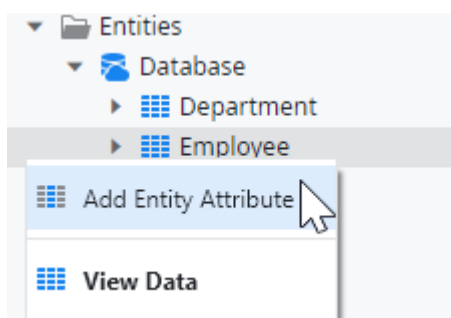 Entities
Database
Department
Employee
Add Entity Attribute
View Data